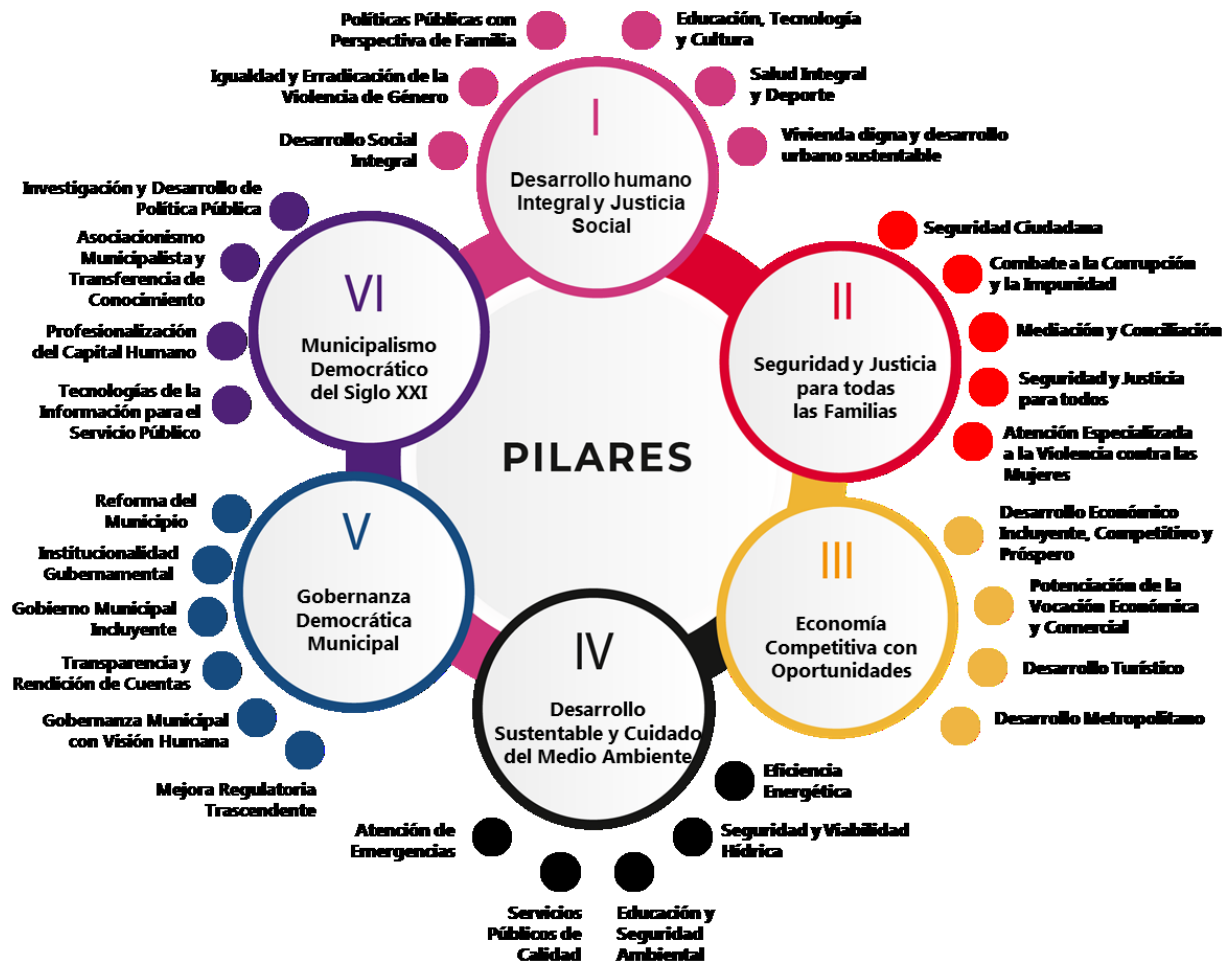 Políticas Públicas con
Perspectiva de Familia
Igualdad y Erradicación de la
Violencia de Género
Desarrollo Social
Integral
Educación, Tecnología
y Cultura
Salud Integral
y Deporte
Vivienda digna y desarrollo
urbano sustentable
I
Desarrollo humano
Integral y Justicia
Social
Seguridad Ciudadana
Combate a la Corrupción
y la Impunidad
Mediación y Conciliación
Seguridad y Justicia
para todos
Atención Especializada
a la Violencia contra las
Mujeres
II
Seguridad y Justicia
para todas
las Familias
PILARES
III
Economía
Competitiva con
Oportunidades
Desarrollo Económico
Incluyente, Competitivo y
Próspero
Potenciación de la
Vocación Económica
y Comercial
Desarrollo Turístico
Desarrollo Metropolitano
IV
Desarrollo
Sustentable y Cuidado
del Medio Ambiente
Eficiencia
Energética
Seguridad y Viabilidad
Hídrica
Educación y
Seguridad
Ambiental
Servicios
Públicos de
Calidad
Atención de
Emergencias
V
Gobernanza
Democrática
Municipal
Reforma del
Municipio
Institucionalidad
Gubernamental
Gobierno Municipal
Incluyente
Transparencia y
Rendición de Cuentas
Gobernanza Municipal
con Visión Humana
Mejora Regulatoria
Trascendente
VI
Municipalismo
Democrático
del Siglo XXI
Investigación y Desarrollo de
Política Pública
Asociacionismo
Municipalista y
Transferencia de
Conocimiento
Profesionalización
del Capital Humano
Tecnologías de la
Información para el
Servicio Público